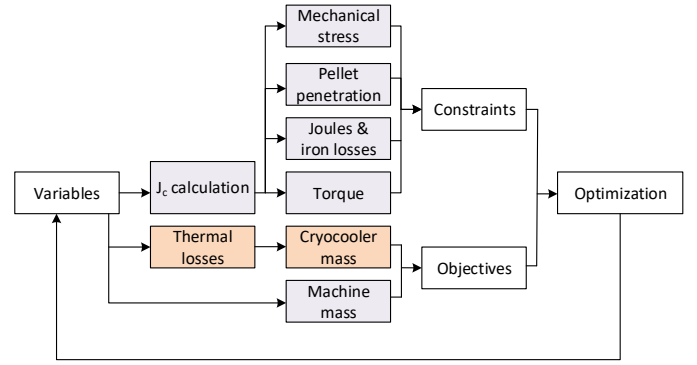 Mechanical
stress
Pellet
penetration
Constraints
Joules &
iron losses
Variables
Jc calculation
Torque
Optimization
Thermal
losses
Cryocooler
mass
Objectives
Machine
mass